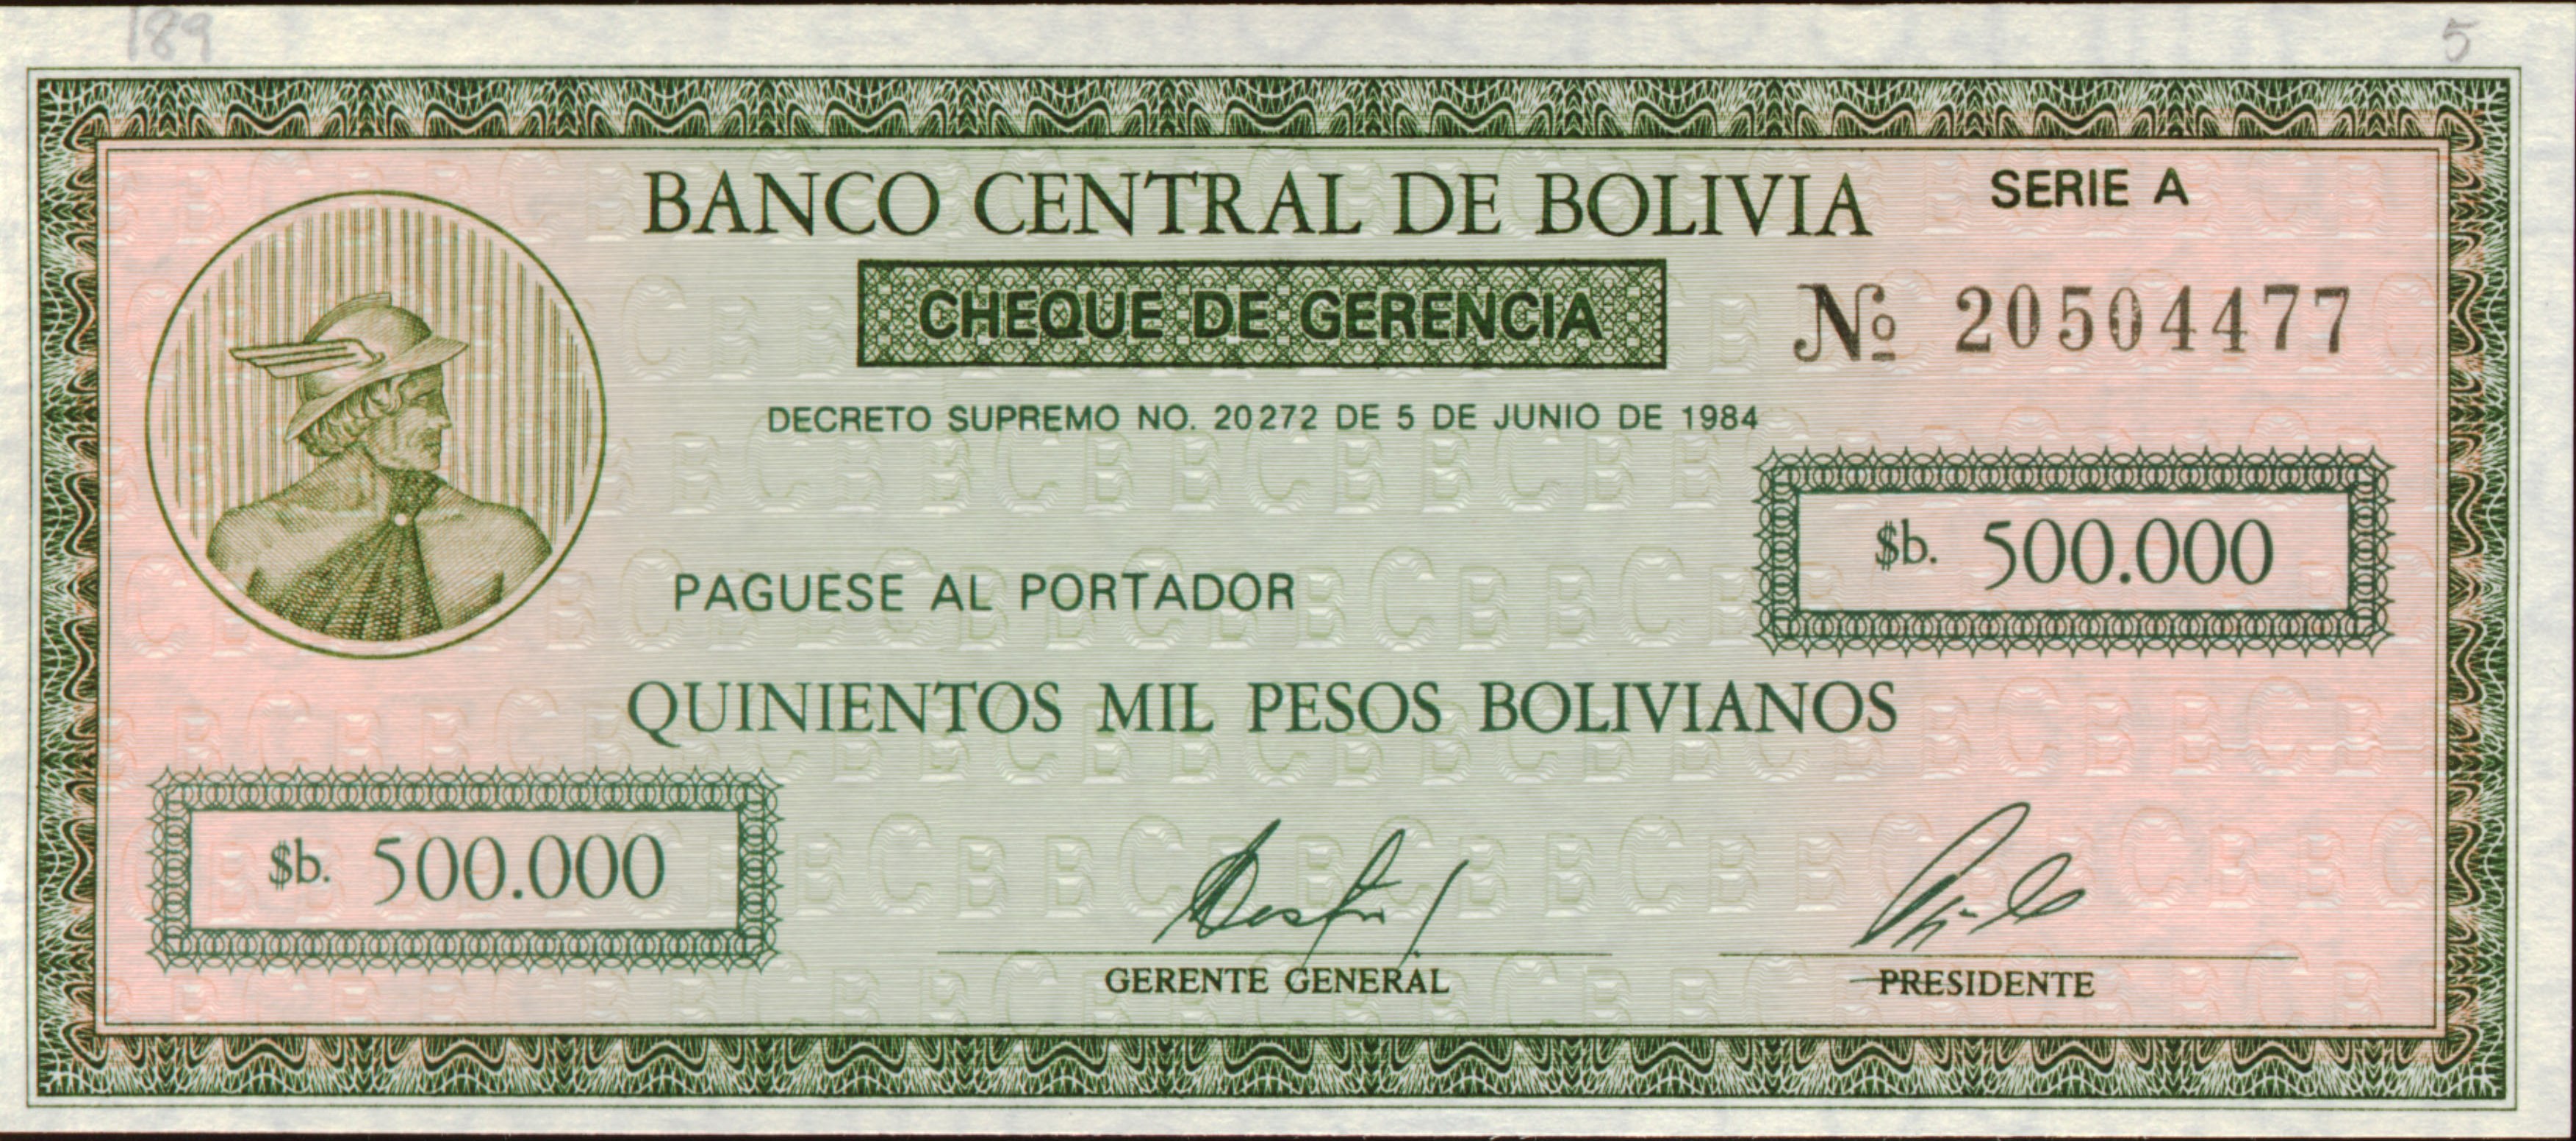 189
5
BANCO CENTRAL DE BOLIVIA
SERIE A
CHEQUE DE GERENCIA
Nº 20504477
DECRETO SUPREMO NO. 20272 DE 5 DE JUNIO DE 1984
$b. 500.000
PAGUESE AL PORTADOR
QUINIENTOS MIL PESOS BOLIVIANOS
$b. 500.000
GERENTE GENERAL
PRESIDENTE